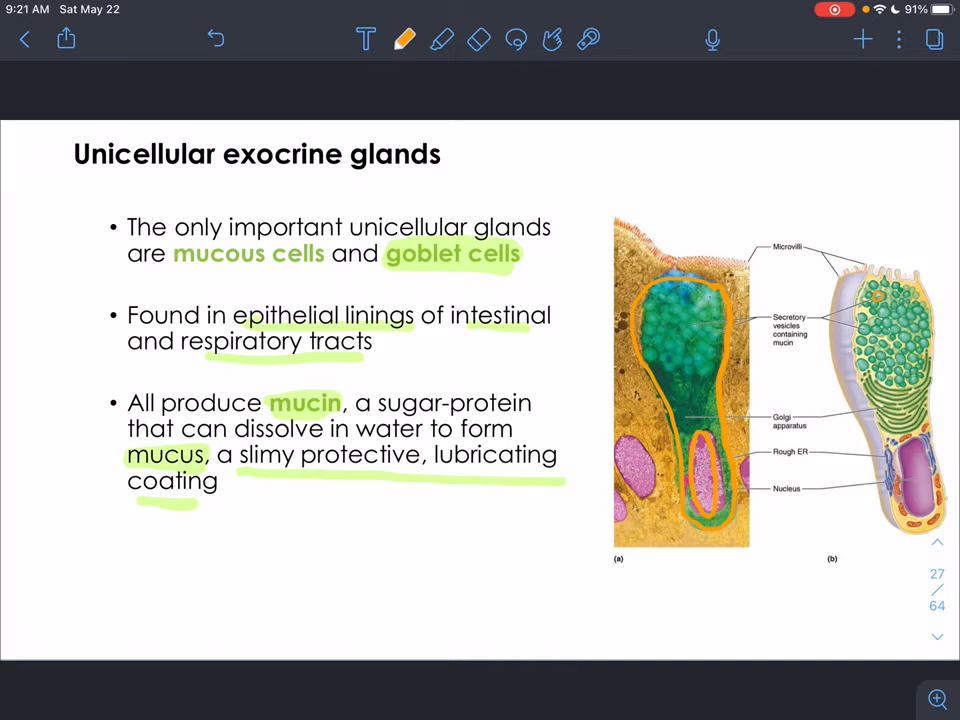 9:21 AM Sat May 22
91%
Unicellular exocrine glands
• The only important unicellular glands
are mucous cells and goblet cells
• Found in epithelial linings of intestinal
and respiratory tracts
• All produce mucin, a sugar-protein
that can dissolve in water to form
mucus, a slimy protective, lubricating
coating
Microvilli
Secretory
vesicles
containing
mucin
Golgi
apparatus
Rough ER
Nucleus
(a)
(b)
27
/
64